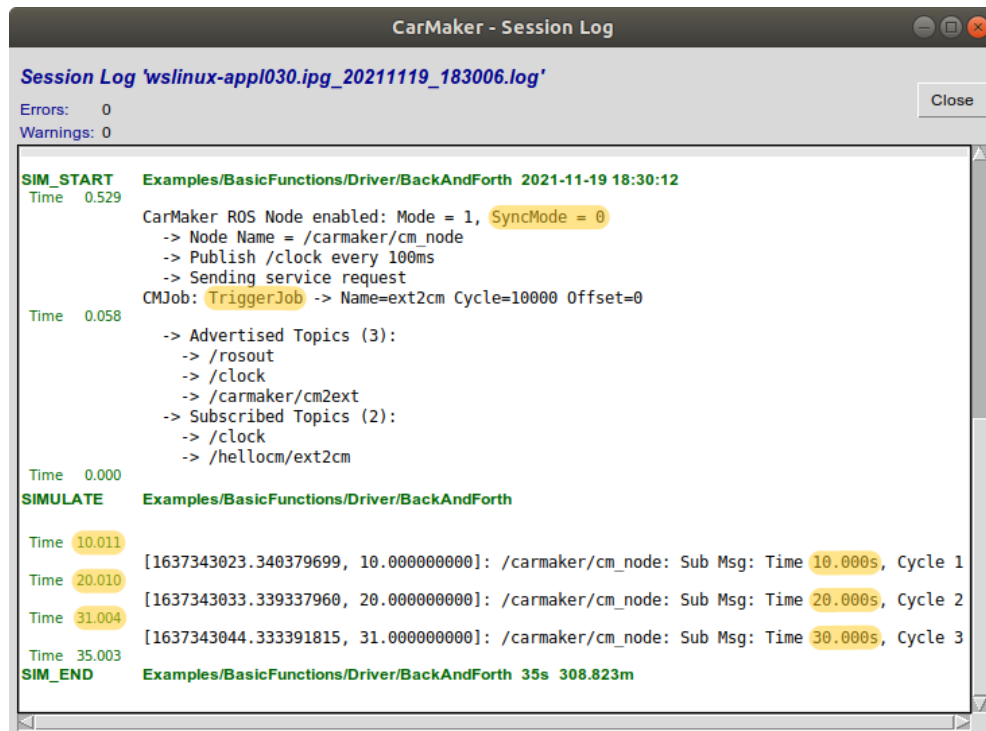 CarMaker - Session Log
Session Log 'wslinux-appl030.ipg_20211119_183006.log'
Close
Errors: 0
Warnings: 0
SIM_START Examples/BasicFunctions/Driver/BackAndForth 2021-11-19 18:30:12
Time 0.529
CarMaker ROS Node enabled: Mode = 1, SyncMode = 0
-> Node Name = /carmaker/cm_node
-> Publish /clock every 100ms
-> Sending service request
CMJob: TriggerJob -> Name=ext2cm Cycle=10000 Offset=0
Time 0.058
-> Advertised Topics (3):
-> /rosout
-> /clock
-> /carmaker/cm2ext
-> Subscribed Topics (2):
-> /clock
-> /hellocm/ext2cm
Time 0.000
SIMULATE Examples/BasicFunctions/Driver/BackAndForth
Time 10.011
[1637343023.340379699, 10.000000000]: /carmaker/cm_node: Sub Msg: Time 10.000s, Cycle 1
Time 20.010
[1637343033.339337960, 20.000000000]: /carmaker/cm_node: Sub Msg: Time 20.000s, Cycle 2
Time 31.004
[1637343044.333391815, 31.000000000]: /carmaker/cm_node: Sub Msg: Time 30.000s, Cycle 3
Time 35.003
SIM_END Examples/BasicFunctions/Driver/BackAndForth 35s 308.823m